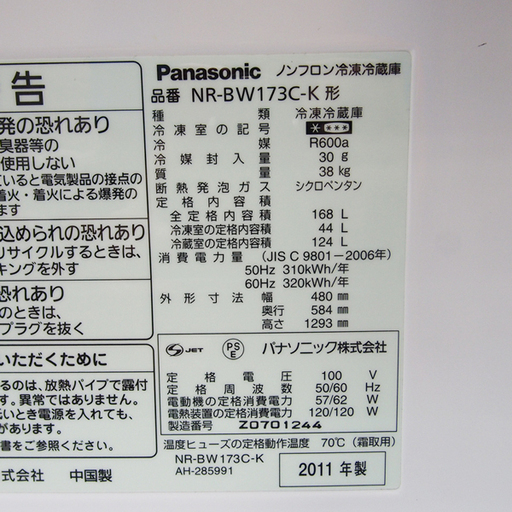 告
発の恐れあり
臭器等の
使用しない
ていると電気製品の接点の
着火・着火による爆発の
ます
込められの恐れあり
リサイクルするときは、
キングを外す
恐れあり
のときは、
プラグを抜く
いただくために
るのは、放熱パイプで露付
す。異常ではありません。
低いとき電源を入れても、
書をご参照ください。
式会社 中国製
Panasonic ノンフロン冷凍冷蔵庫
品番 NR-BW173C-K 形
種類 冷凍冷蔵庫
冷凍室の記号 * ***
冷媒 R600a
冷媒封入量 30 g
質量 38 kg
断熱発泡ガス シクロペンタン
定格内容積
全定格内容積 168 L
冷凍室の定格内容積 44 L
冷蔵室の定格内容積 124 L
消費電力量 (JIS C 9801−2006年)
50Hz 310kWh/年
60Hz 320kWh/年
外形寸法 幅 480 mm
奥行 584 mm
高さ 1293 mm
S JET PS E パナソニック株式会社
定格電圧 100 V
定格周波数 50/60 Hz
電動機の定格消費電力 57/62 W
電熱装置の定格消費電力 120/120 W
製造番号 Z0701244
温度ヒューズの定格動作温度 70℃ (霜取用)
NR-BW173C-K
AH-285991
2011 年製